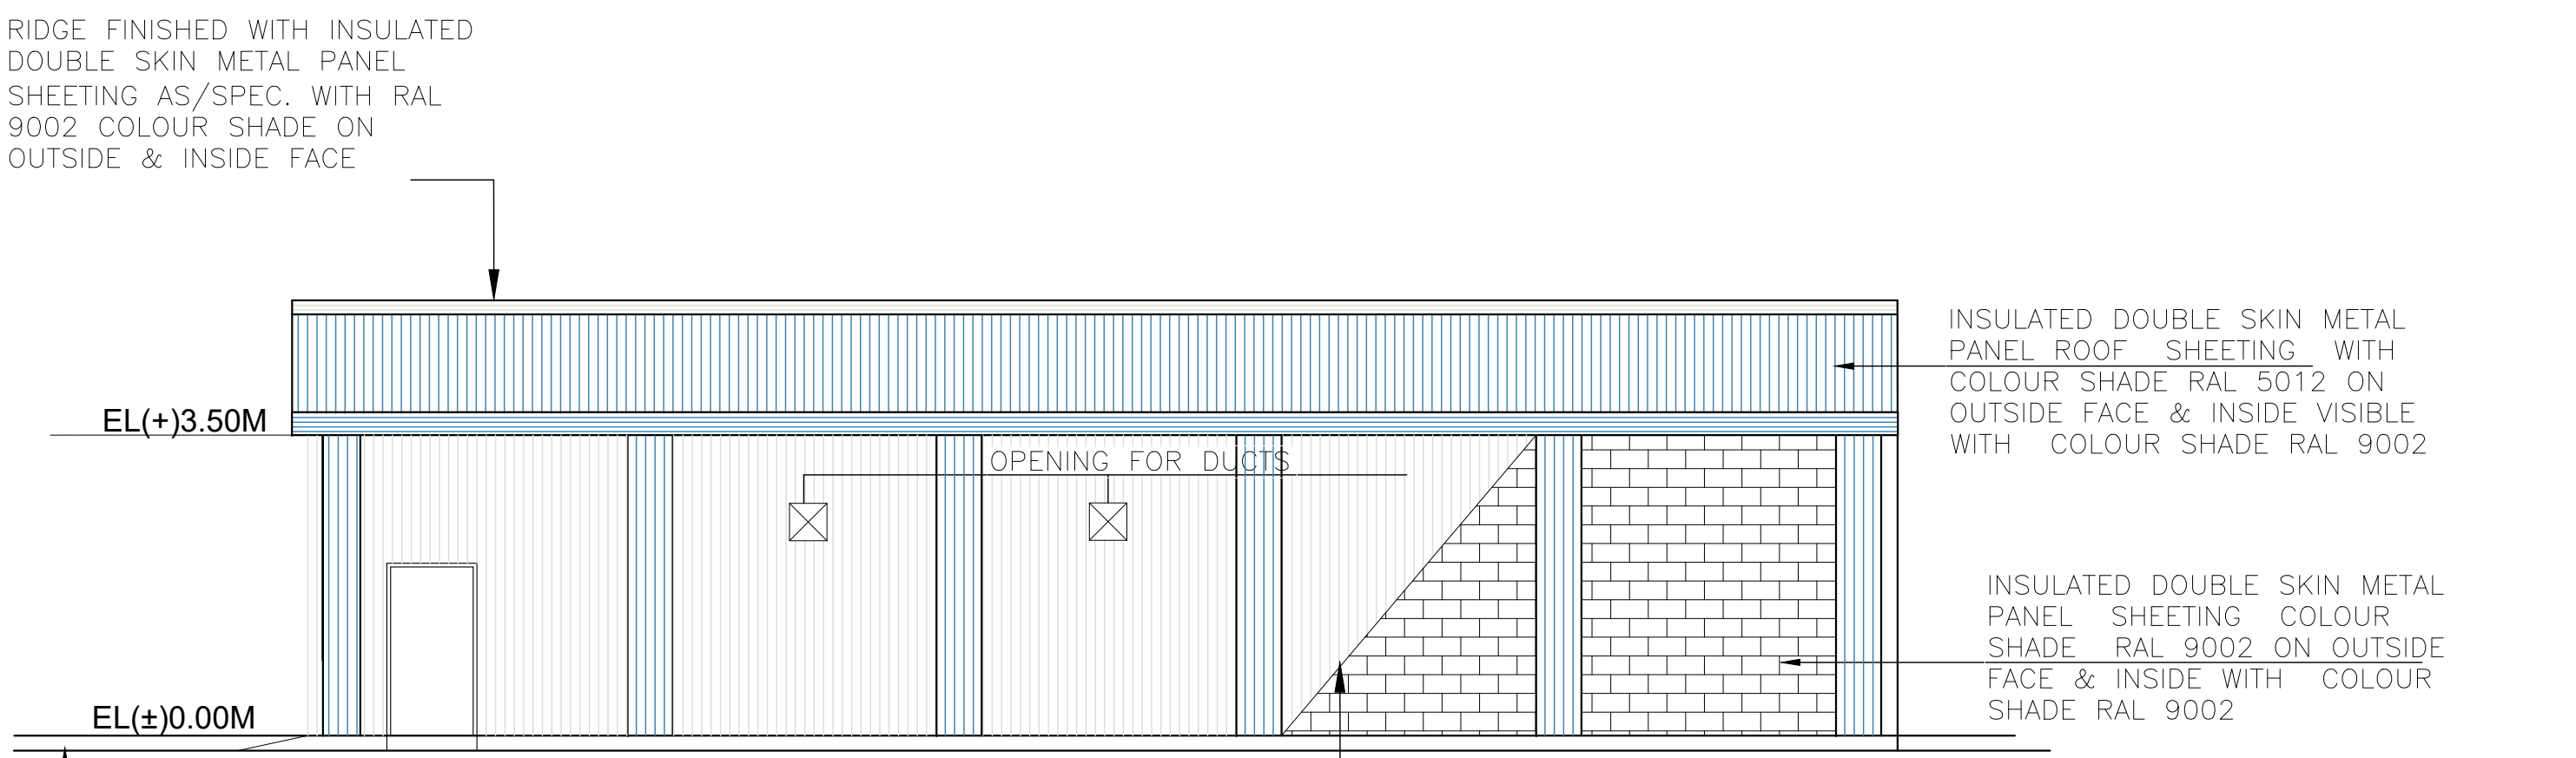 RIDGE FINISHED WITH INSULATED
DOUBLE SKIN METAL PANEL
SHEETING AS/SPEC. WITH RAL
9002 COLOUR SHADE ON
OUTSIDE & INSIDE FACE
INSULATED DOUBLE SKIN METAL
PANEL ROOF SHEETING WITH
COLOUR SHADE RAL 5012 ON
OUTSIDE FACE & INSIDE VISIBLE
WITH COLOUR SHADE RAL 9002
EL(+)3.50M
OPENING FOR DUCTS
INSULATED DOUBLE SKIN METAL
PANEL SHEETING COLOUR
SHADE RAL 9002 ON OUTSIDE
FACE & INSIDE WITH COLOUR
SHADE RAL 9002
EL(±)0.00M